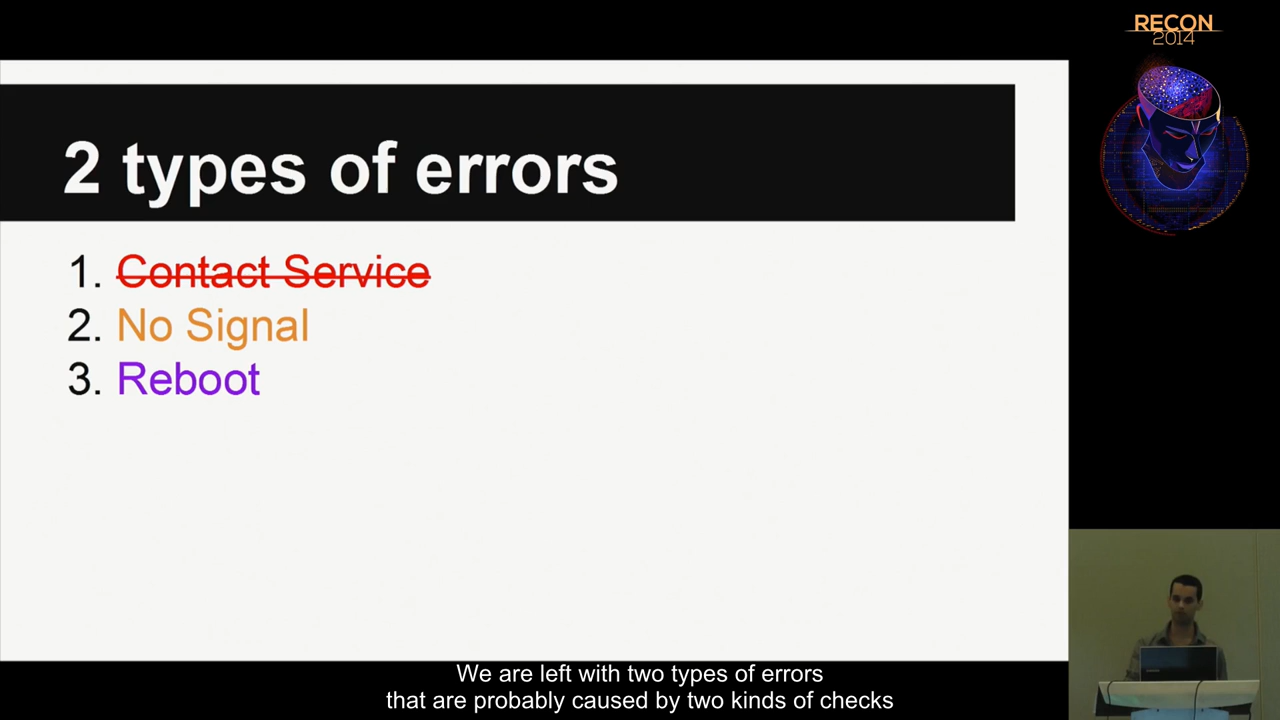 RECON
2014
2 types of errors
1. Contact Service
2. No Signal
3. Reboot
We are left with two types of errors
that are probably caused by two kinds of checks